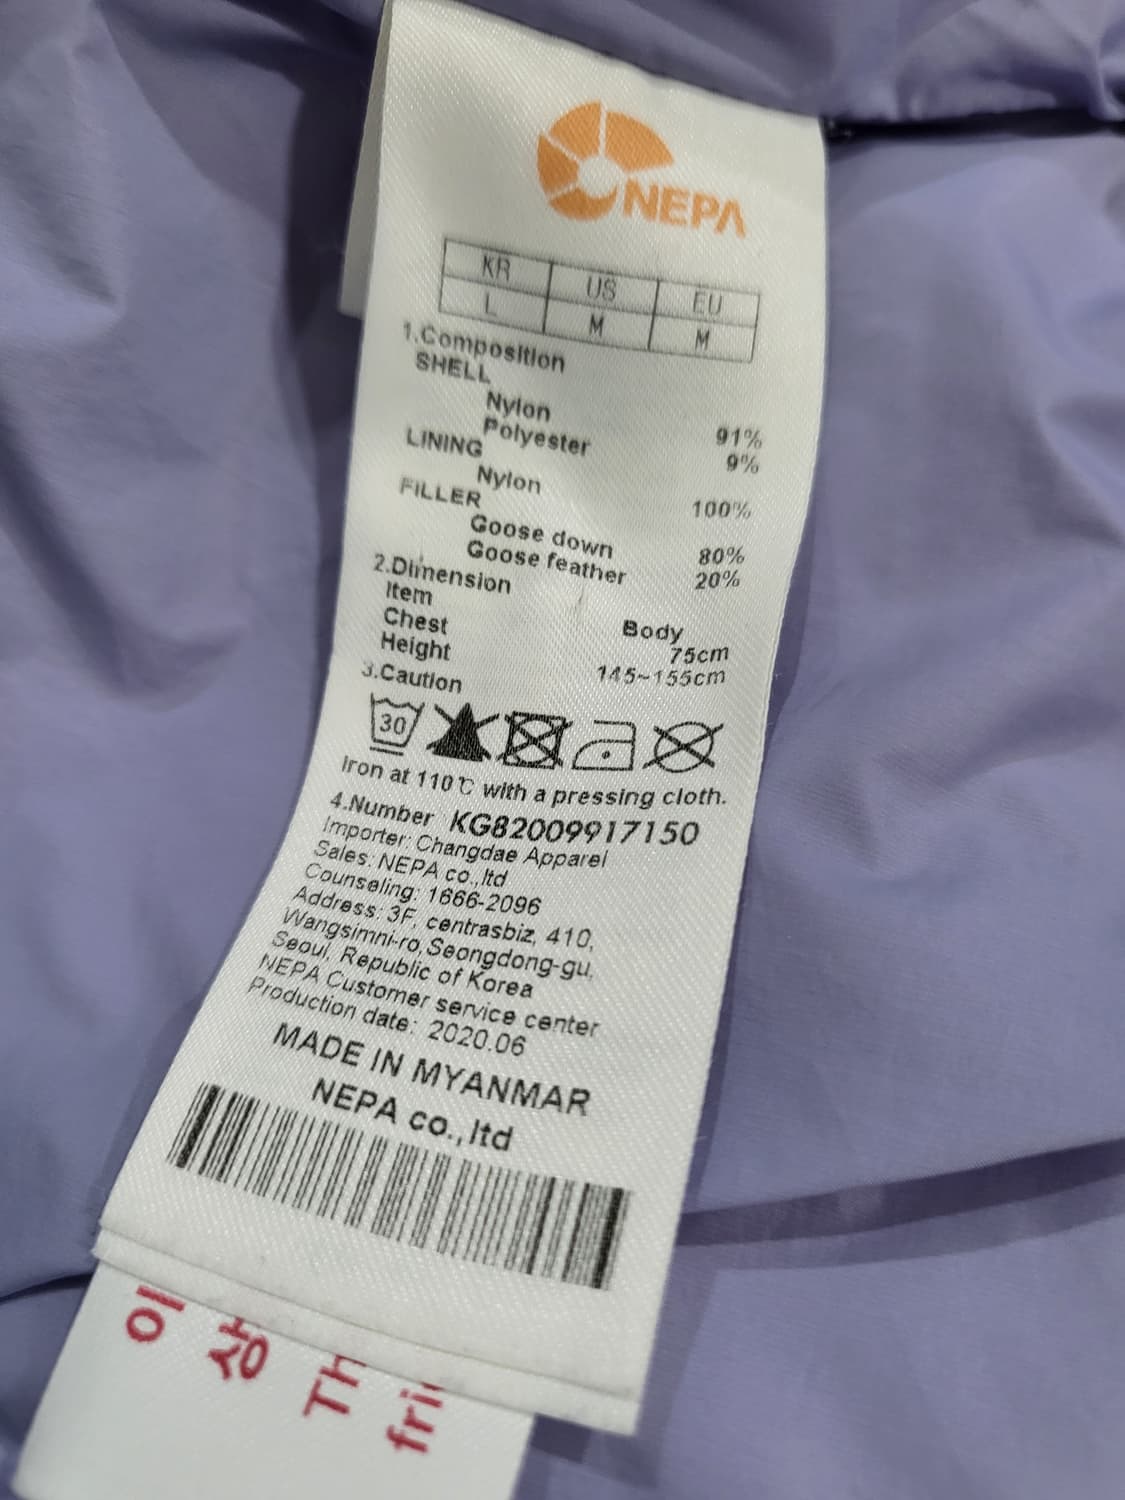 NEPA
KR US EU
L M M
1.Composition
SHELL
Nylon 91%
Polyester 9%
LINING
Nylon 100%
FILLER
Goose down 80%
Goose feather 20%
2.Dimension
Item Body
Chest 75cm
Height 145~155cm
3.Caution
30
Iron at 110℃ with a pressing cloth.
4.Number KG82009917150
Importer: Changdae Apparel
Sales: NEPA co.,ltd
Counseling: 1666-2096
Address: 3F, centrasbiz, 410,
Wangsimni-ro, Seongdong-gu,
Seoul, Republic of Korea
NEPA Customer service center
Production date: 2020.06
MADE IN MYANMAR
NEPA co.,ltd